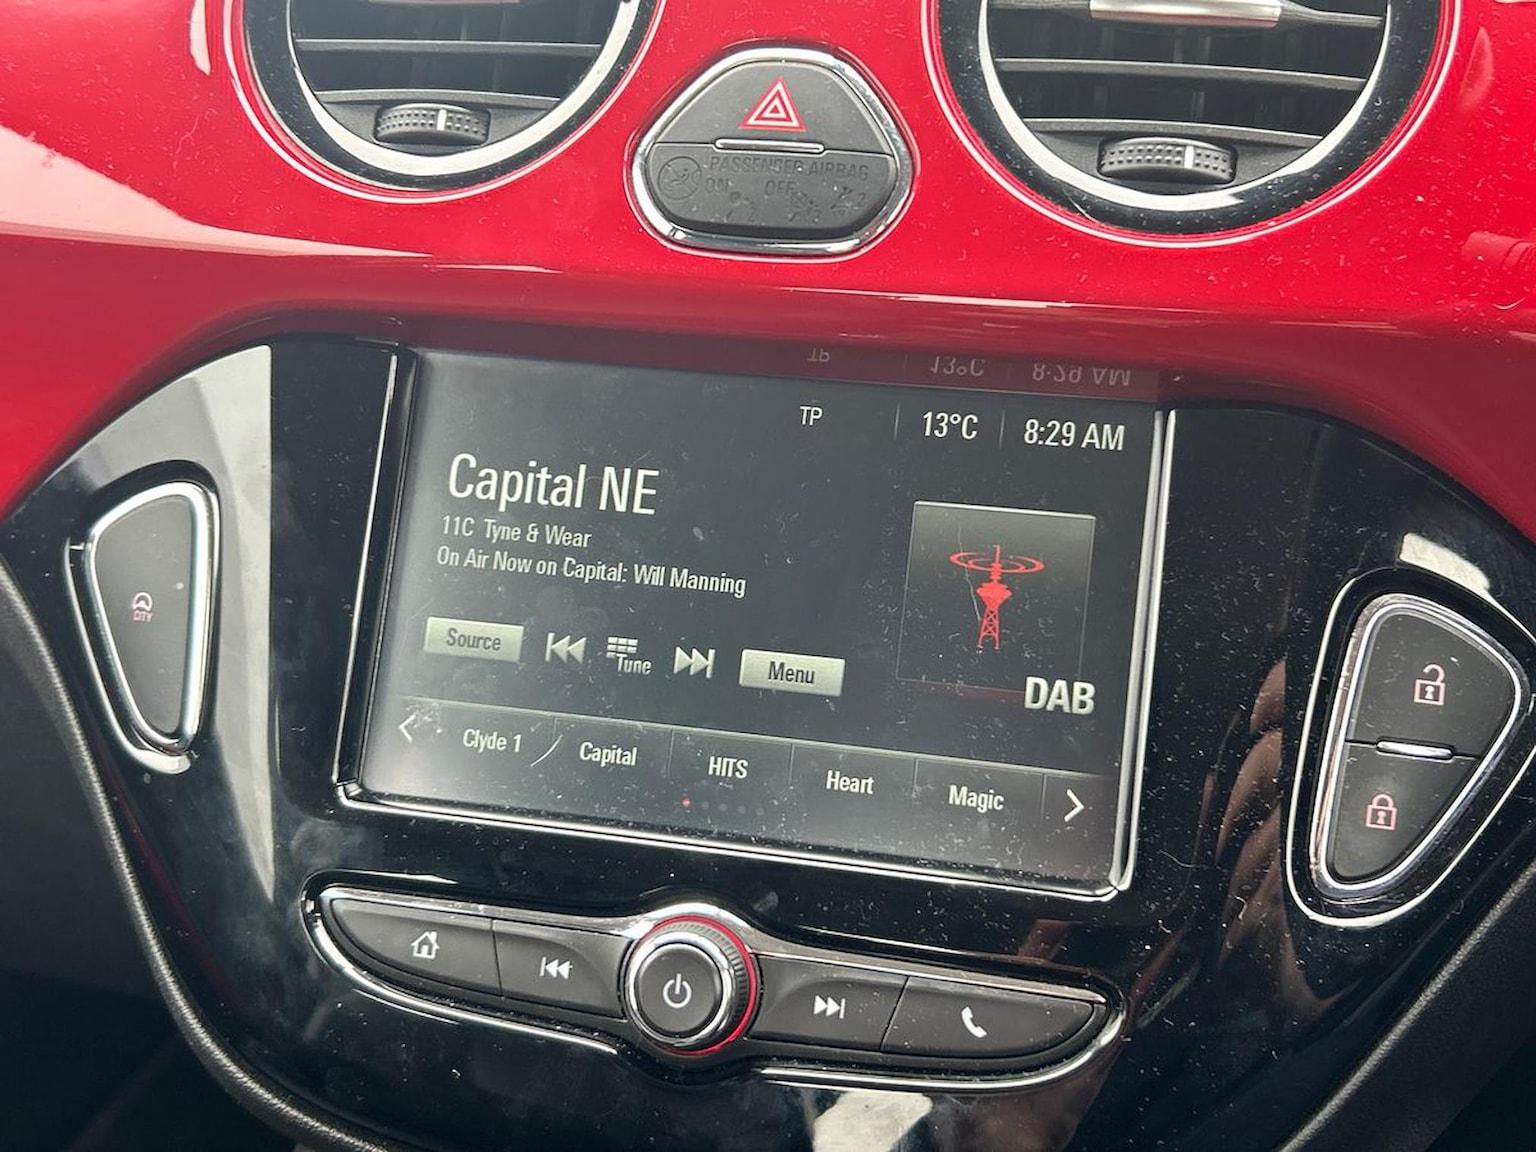 PASSENGER AIRBAG
ON OFF
TP 13°C 8:29 AM
Capital NE
11C Tyne & Wear
On Air Now on Capital: Will Manning
Source Tune Menu
DAB
Clyde 1 Capital HITS Heart Magic
CITY